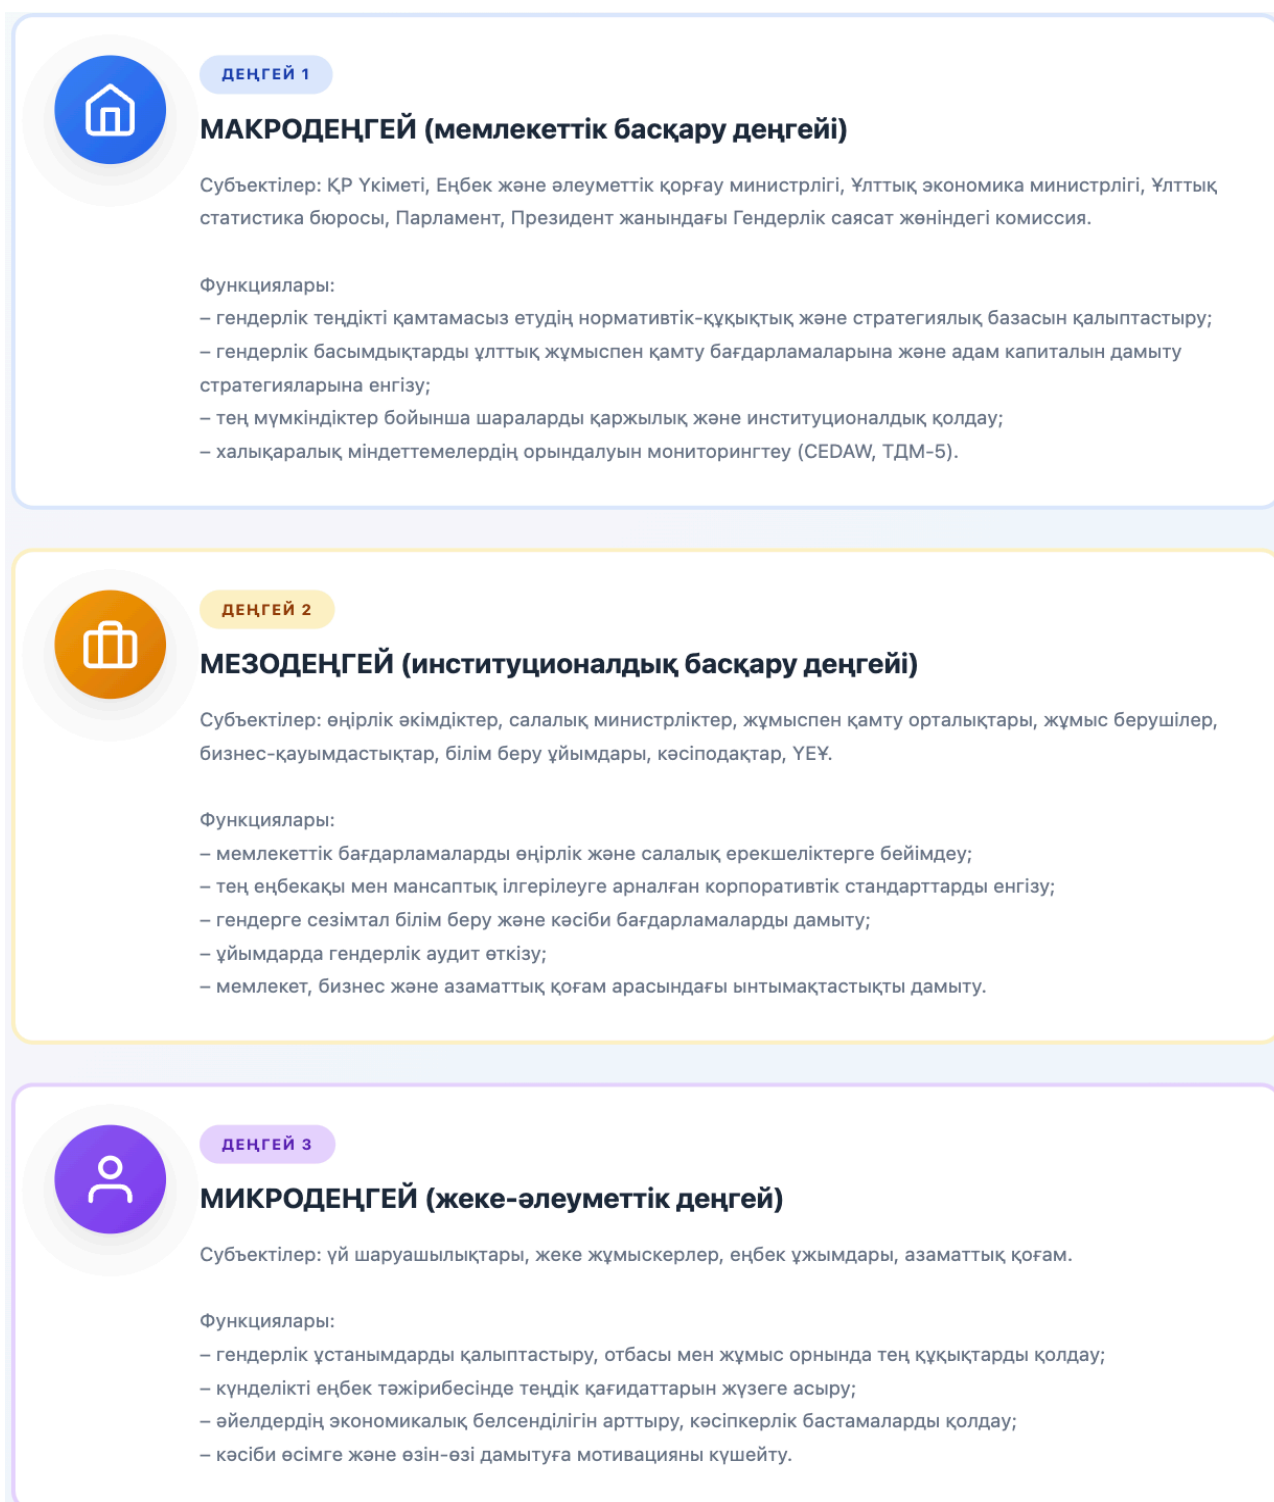 ДЕҢГЕЙ 1
МАКРОДЕҢГЕЙ (мемлекеттік басқару деңгейі)
Субъектілер: ҚР Үкіметі, Еңбек және әлеуметтік қорғау министрлігі, Ұлттық экономика министрлігі, Ұлттық
статистика бюросы, Парламент, Президент жанындағы Гендерлік саясат жөніндегі комиссия.
Функциялары:
– гендерлік теңдікті қамтамасыз етудің нормативтік-құқықтық және стратегиялық базасын қалыптастыру;
– гендерлік басымдықтарды ұлттық жұмыспен қамту бағдарламаларына және адам капиталын дамыту
стратегияларына енгізу;
– тең мүмкіндіктер бойынша шараларды қаржылық және институционалдық қолдау;
– халықаралық міндеттемелердің орындалуын мониторингтеу (CEDAW, ТДМ-5).
ДЕҢГЕЙ 2
МЕЗОДЕҢГЕЙ (институционалдық басқару деңгейі)
Субъектілер: өңірлік әкімдіктер, салалық министрліктер, жұмыспен қамту орталықтары, жұмыс берушілер,
бизнес-қауымдастықтар, білім беру ұйымдары, кәсіподақтар, ҮЕҰ.
Функциялары:
– мемлекеттік бағдарламаларды өңірлік және салалық ерекшеліктерге бейімдеу;
– тең еңбекақы мен мансаптық ілгерілеуге арналған корпоративтік стандарттарды енгізу;
– гендерге сезімтал білім беру және кәсіби бағдарламаларды дамыту;
– ұйымдарда гендерлік аудит өткізу;
– мемлекет, бизнес және азаматтық қоғам арасындағы ынтымақтастықты дамыту.
ДЕҢГЕЙ 3
МИКРОДЕҢГЕЙ (жеке-әлеуметтік деңгей)
Субъектілер: үй шаруашылықтары, жеке жұмыскерлер, еңбек ұжымдары, азаматтық қоғам.
Функциялары:
– гендерлік ұстанымдарды қалыптастыру, отбасы мен жұмыс орнында тең құқықтарды қолдау;
– күнделікті еңбек тәжірибесінде теңдік қағидаттарын жүзеге асыру;
– әйелдердің экономикалық белсенділігін арттыру, кәсіпкерлік бастамаларды қолдау;
– кәсіби өсімге және өзін-өзі дамытуға мотивацияны күшейту.